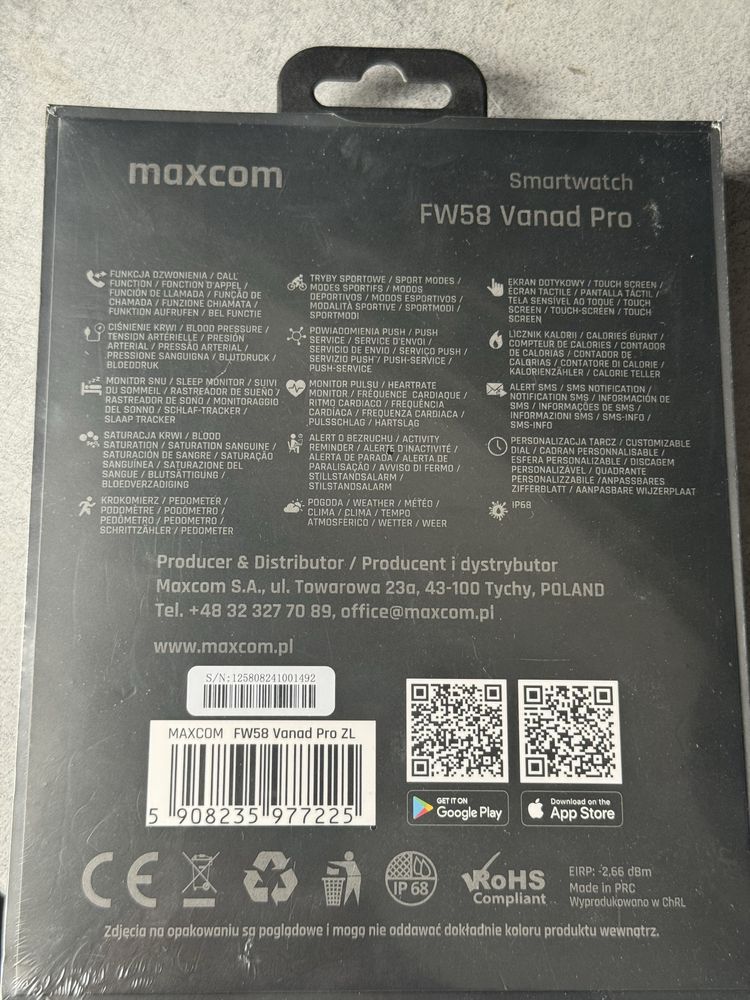 maxcom
Smartwatch
FW58 Vanad Pro
FUNKCJA DZWONIENIA / CALL
FUNCTION / FONCTION D'APPEL /
FUNCIÓN DE LLAMADA / FUNÇÃO DE
CHAMADA / FUNZIONE CHIAMATA /
FUNKTION AUFRUFEN / BEL FUNCTIE
CIŚNIENIE KRWI / BLOOD PRESSURE /
TENSION ARTÉRIELLE / PRESIÓN
ARTERIAL / PRESSÃO ARTERIAL /
PRESSIONE SANGUIGNA / BLUTDRUCK /
BLOEDDRUK
MONITOR SNU / SLEEP MONITOR / SUIVI
DU SOMMEIL / RASTREADOR DE SUEÑO /
RASTREADOR DE SONO / MONITORAGGIO
DEL SONNO / SCHLAF-TRACKER /
SLAAP TRACKER
SATURACJA KRWI / BLOOD
SATURATION / SATURATION SANGUINE /
SATURACIÓN DE SANGRE / SATURAÇÃO
SANGUÍNEA / SATURAZIONE DEL
SANGUE / BLUTSÄTTIGUNG /
BLOEDVERZADIGING
KROKOMIERZ / PEDOMETER /
PODOMÈTRE / PODÓMETRO /
PEDÔMETRO / PEDOMETRO /
SCHRITTZÄHLER / PEDOMETER
TRYBY SPORTOWE / SPORT MODES /
MODES SPORTIFS / MODOS
DEPORTIVOS / MODOS ESPORTIVOS /
MODALITÀ SPORTIVE / SPORTMODI /
SPORTMODI
POWIADOMIENIA PUSH / PUSH
SERVICE / SERVICE D'ENVOI /
SERVICIO DE ENVIO / SERVIÇO PUSH /
SERVIZIO PUSH / PUSH-SERVICE /
PUSH-SERVICE
MONITOR PULSU / HEARTRATE
MONITOR / FRÉQUENCE CARDIAQUE /
RITMO CARDIACO / FREQUÊNCIA
CARDÍACA / FREQUENZA CARDIACA /
PULSSCHLAG / HARTSLAG
ALERT O BEZRUCHU / ACTIVITY
REMINDER / ALERTE D'INACTIVITÉ /
ALERTA DE PARADA / ALERTA DE
PARALISAÇÃO / AVVISO DI FERMO /
STILLSTANDSALARM /
STILSTANDSALARM
POGODA / WEATHER / MÉTÉO /
CLIMA / CLIMA / TEMPO
ATMOSFERICO / WETTER / WEER
EKRAN DOTYKOWY / TOUCH SCREEN /
ÉCRAN TACTILE / PANTALLA TÁCTIL /
TELA SENSÍVEL AO TOQUE / TOUCH
SCREEN / TOUCH-SCREEN / TOUCH
SCREEN
LICZNIK KALORII / CALORIES BURNT /
COMPTEUR DE CALORIES / CONTADOR
DE CALORIAS / CONTADOR DE
CALORIAS / CONTATORE DI CALORIE /
KALORIENZÄHLER / CALORIE TELLER
ALERT SMS / SMS NOTIFICATION /
NOTIFICATION SMS / INFORMACIÓN DE
SMS / INFORMAÇÕES DE SMS /
INFORMAZIONI SMS / SMS-INFO /
SMS-INFO
PERSONALIZACJA TARCZ / CUSTOMIZABLE
DIAL / CADRAN PERSONNALISABLE /
ESFERA PERSONALIZABLE / DISCAGEM
PERSONALIZÁVEL / QUADRANTE
PERSONALIZZABILE / ANPASSBARES
ZIFFERBLATT / AANPASBARE WIJZERPLAAT
IP68
Producer & Distributor / Producent i dystrybutor
Maxcom S.A., ul. Towarowa 23a, 43-100 Tychy, POLAND
Tel. +48 32 327 70 89, office@maxcom.pl
www.maxcom.pl
S/N:125808241001492
MAXCOM FW58 Vanad Pro ZL
5 908235 977225
GET IT ON
Google Play
Download on the
App Store
CE
IP 68
RoHS
Compliant
EIRP: -2,66 dBm
Made in PRC
Wyprodukowano w ChRL
Zdjęcia na opakowaniu są poglądowe i mogą nie oddawać dokładnie koloru produktu wewnątrz.